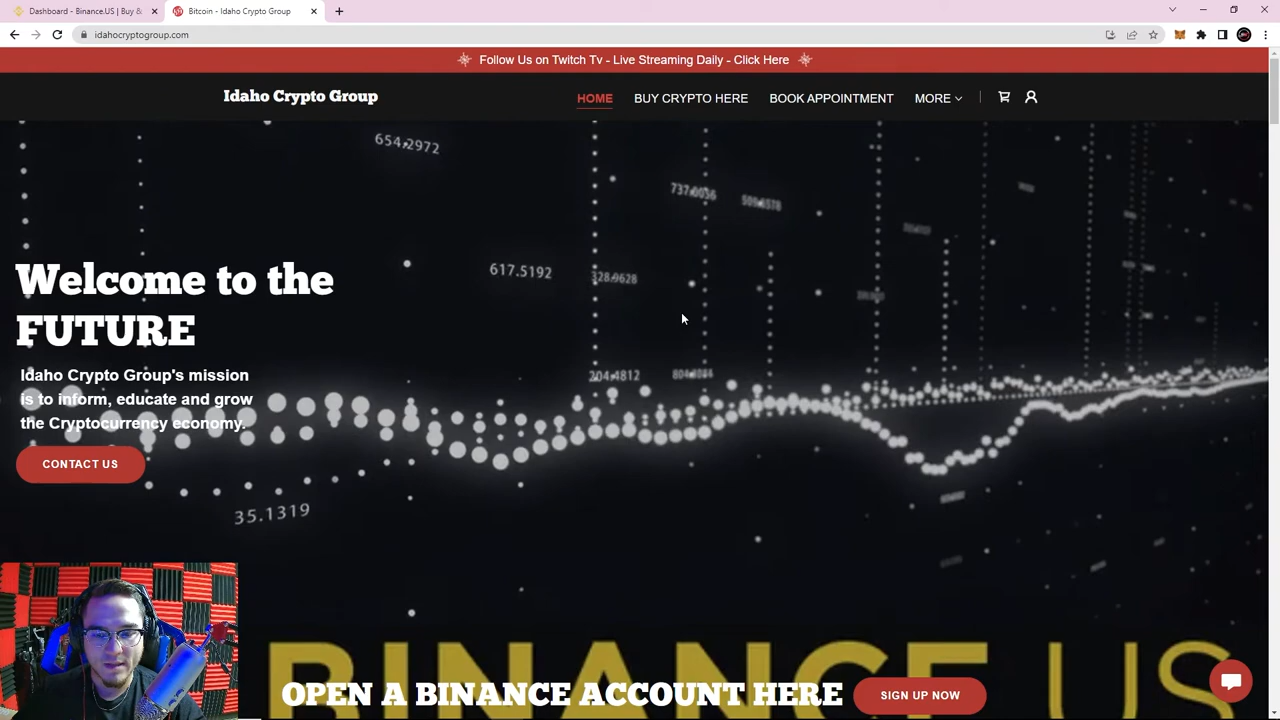 Dashboard - Binance.US | Buy &
Bitcoin - Idaho Crypto Group
idahocryptogroup.com
Follow Us on Twitch Tv - Live Streaming Daily - Click Here
Idaho Crypto Group
HOME
BUY CRYPTO HERE
BOOK APPOINTMENT
MORE
654.2972
737.0056
617.5192
328.9628
204.4812
Welcome to the
FUTURE
Idaho Crypto Group's mission
is to inform, educate and grow
the Cryptocurrency economy.
CONTACT US
35.1319
BINANCE US
OPEN A BINANCE ACCOUNT HERE
SIGN UP NOW